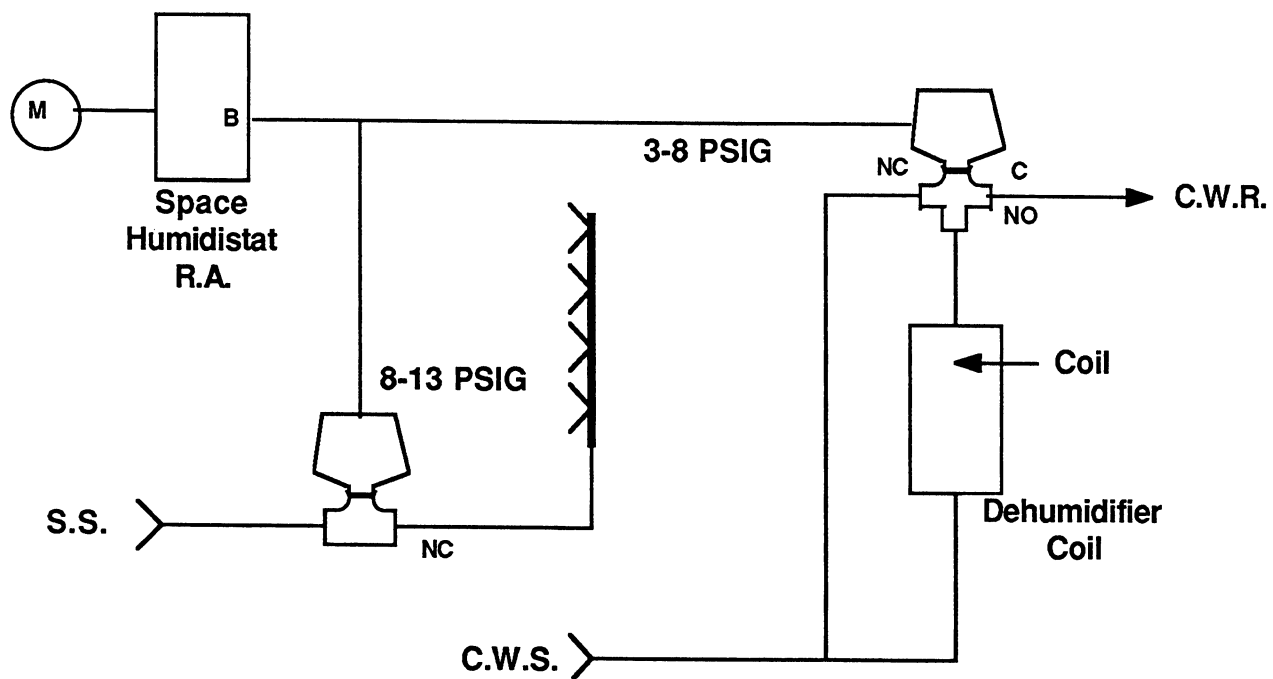 M
B
Space
Humidistat
R.A.
3-8 PSIG
NC
C
NO
C.W.R.
8-13 PSIG
Coil
S.S.
NC
Dehumidifier
Coil
C.W.S.